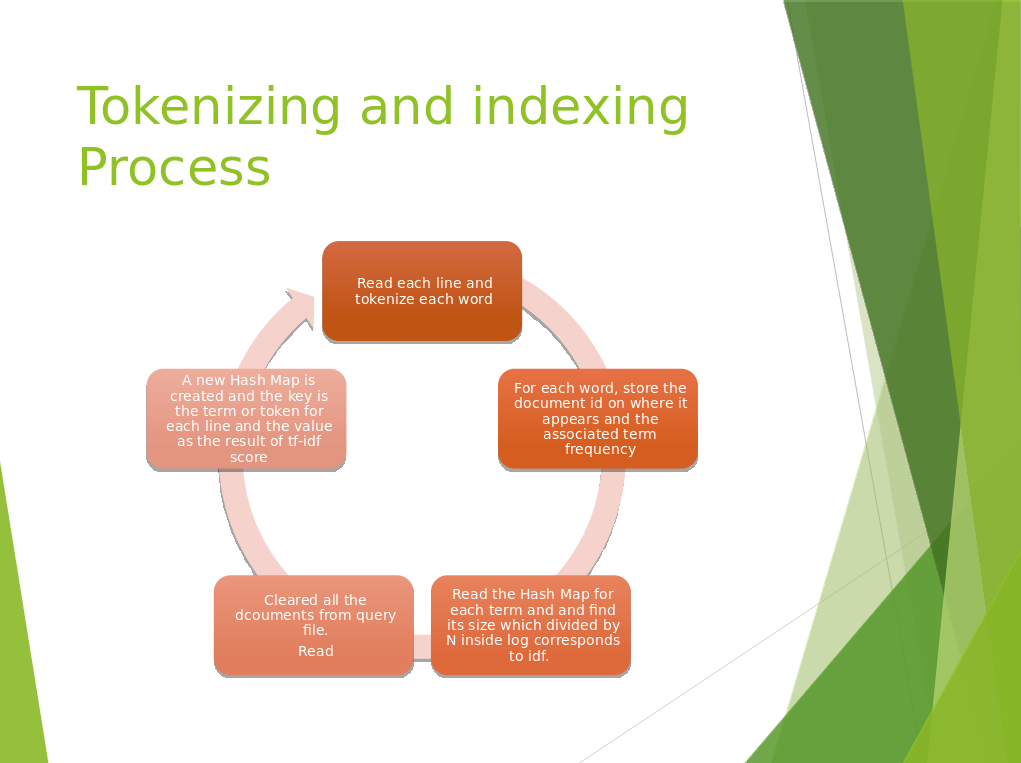 Tokenizing and indexing
Process
Read each line and
tokenize each word
For each word, store the
document id on where it
appears and the
associated term
frequency
Read the Hash Map for
each term and and find
its size which divided by
N inside log corresponds
to idf.
Cleared all the
dcouments from query
file.
Read
A new Hash Map is
created and the key is
the term or token for
each line and the value
as the result of tf-idf
score